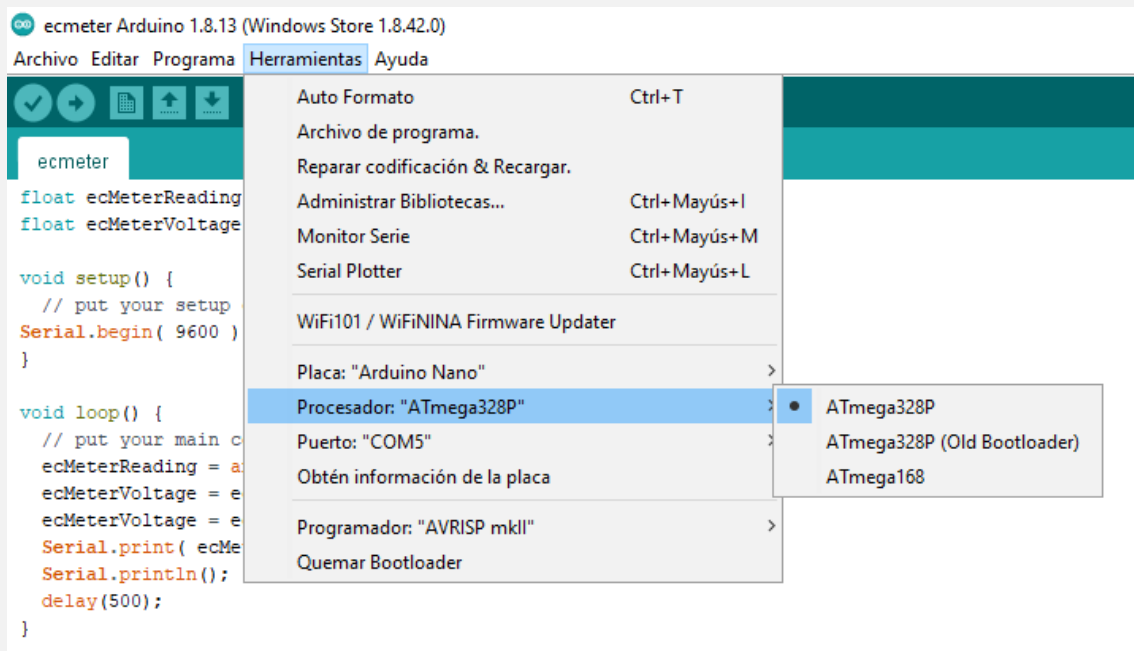 ecmeter Arduino 1.8.13 (Windows Store 1.8.42.0)
Archivo Editar Programa Herramientas Ayuda
ecmeter
Auto Formato Ctrl+T
Archivo de programa.
Reparar codificación & Recargar.
Administrar Bibliotecas... Ctrl+Mayús+I
Monitor Serie Ctrl+Mayús+M
Serial Plotter Ctrl+Mayús+L
WiFi101 / WiFiNINA Firmware Updater
Placa: "Arduino Nano"
Procesador: "ATmega328P"
Puerto: "COM5"
Obtén información de la placa
Programador: "AVRISP mkII"
Quemar Bootloader
ATmega328P
ATmega328P (Old Bootloader)
ATmega168
float ecMeterReading
float ecMeterVoltage
void setup() {
// put your setup
Serial.begin( 9600 )
}
void loop() {
// put your main c
ecMeterReading = a
ecMeterVoltage = e
ecMeterVoltage = e
Serial.print( ecMe
Serial.println();
delay(500);
}